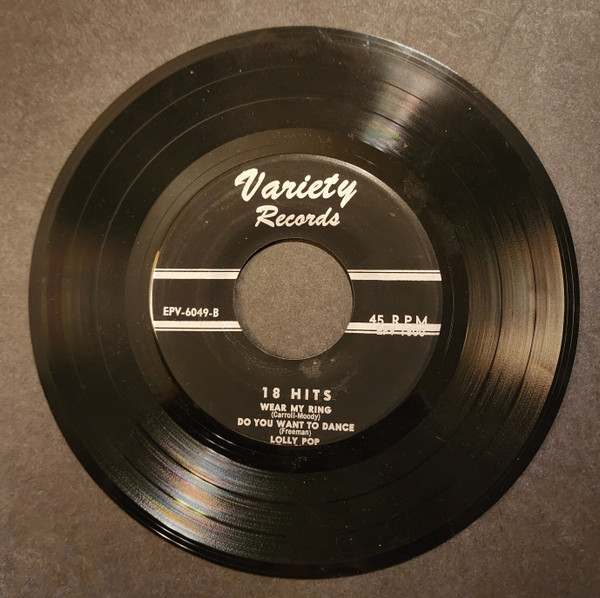 Variety
Records
EPV-6049-B
45 R.P.M.
18 HITS
WEAR MY RING
(Carroll-Moody)
DO YOU WANT TO DANCE
(Freeman)
LOLLY POP